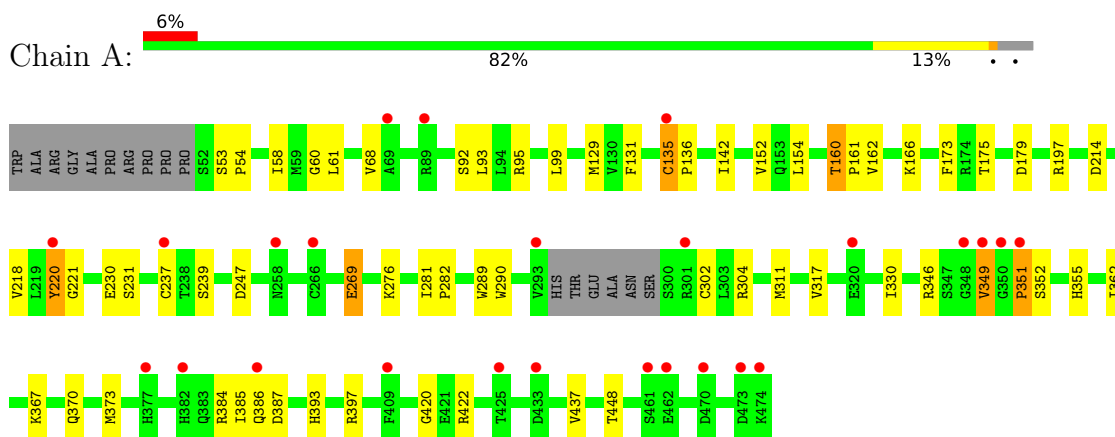 6%
Chain A:
82% 13% • •
TRP ALA ARG GLY ALA PRO ARG PRO PRO PRO S52 S53 P54 I58 M59 G60 L61 V68 A69 R89 S92 L93 L94 R95 L99 M129 V130 F131 C135 P136 I142 V152 Q153 L154 T160 P161 V162 K166 F173 R174 T175 D179 R197 D214
V218 L219 Y220 G221 E230 S231 C237 T238 S239 D247 N258 C266 E269 K276 I281 P282 W289 W290 V293 HIS THR GLU ALA ASN SER S300 R301 C302 L303 R304 M311 V317 E320 I330 R346 S347 G348 V349 G350 P351 S352 H355
K367 Q370 M373 H377 H382 Q383 R384 I385 Q386 D387 H393 R397 F409 G420 E421 R422 T425 D433 V437 T448 S461 E462 D470 D473 K474